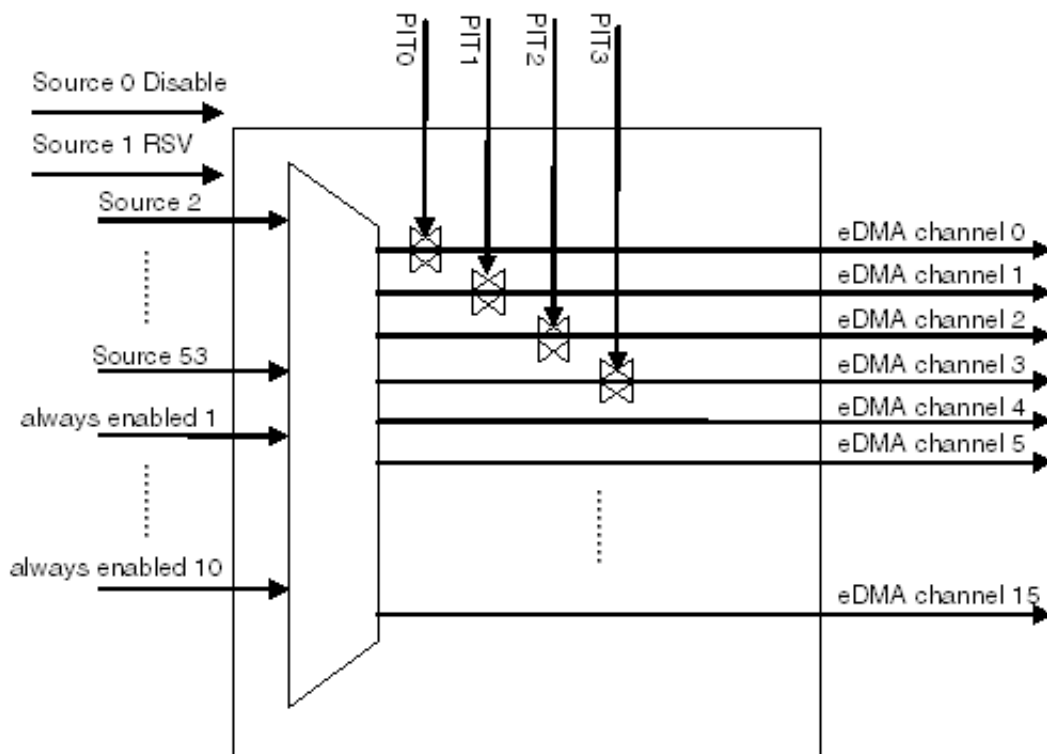 PIT0
PIT1
PIT2
PIT3
Source 0 Disable
Source 1 RSV
Source 2
Source 53
always enabled 1
always enabled 10
eDMA channel 0
eDMA channel 1
eDMA channel 2
eDMA channel 3
eDMA channel 4
eDMA channel 5
eDMA channel 15